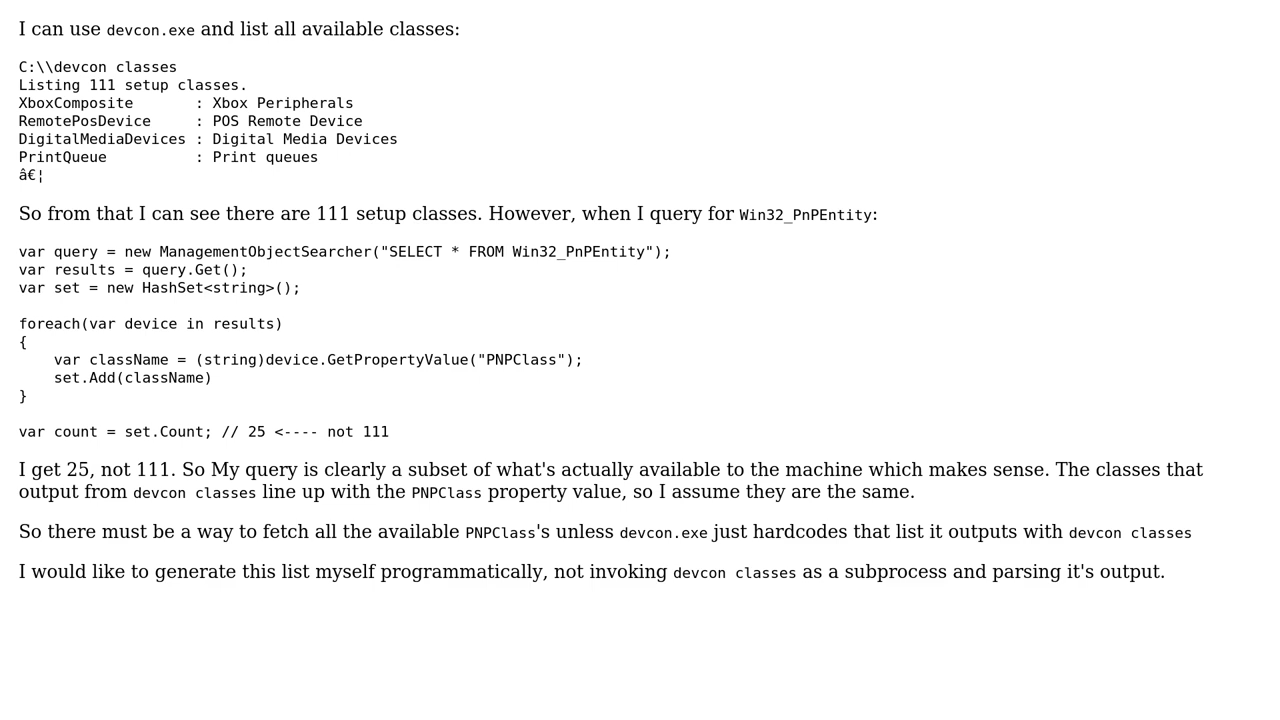 I can use devcon.exe and list all available classes:
C:\\devcon classes
Listing 111 setup classes.
XboxComposite       : Xbox Peripherals
RemotePosDevice     : POS Remote Device
DigitalMediaDevices : Digital Media Devices
PrintQueue          : Print queues
â€¦
So from that I can see there are 111 setup classes. However, when I query for Win32_PnPEntity:
var query = new ManagementObjectSearcher("SELECT * FROM Win32_PnPEntity");
var results = query.Get();
var set = new HashSet<string>();
foreach(var device in results)
{
    var className = (string)device.GetPropertyValue("PNPClass");
    set.Add(className)
}
var count = set.Count; // 25 <---- not 111
I get 25, not 111. So My query is clearly a subset of what's actually available to the machine which makes sense. The classes that
output from devcon classes line up with the PNPClass property value, so I assume they are the same.
So there must be a way to fetch all the available PNPClass's unless devcon.exe just hardcodes that list it outputs with devcon classes
I would like to generate this list myself programmatically, not invoking devcon classes as a subprocess and parsing it's output.